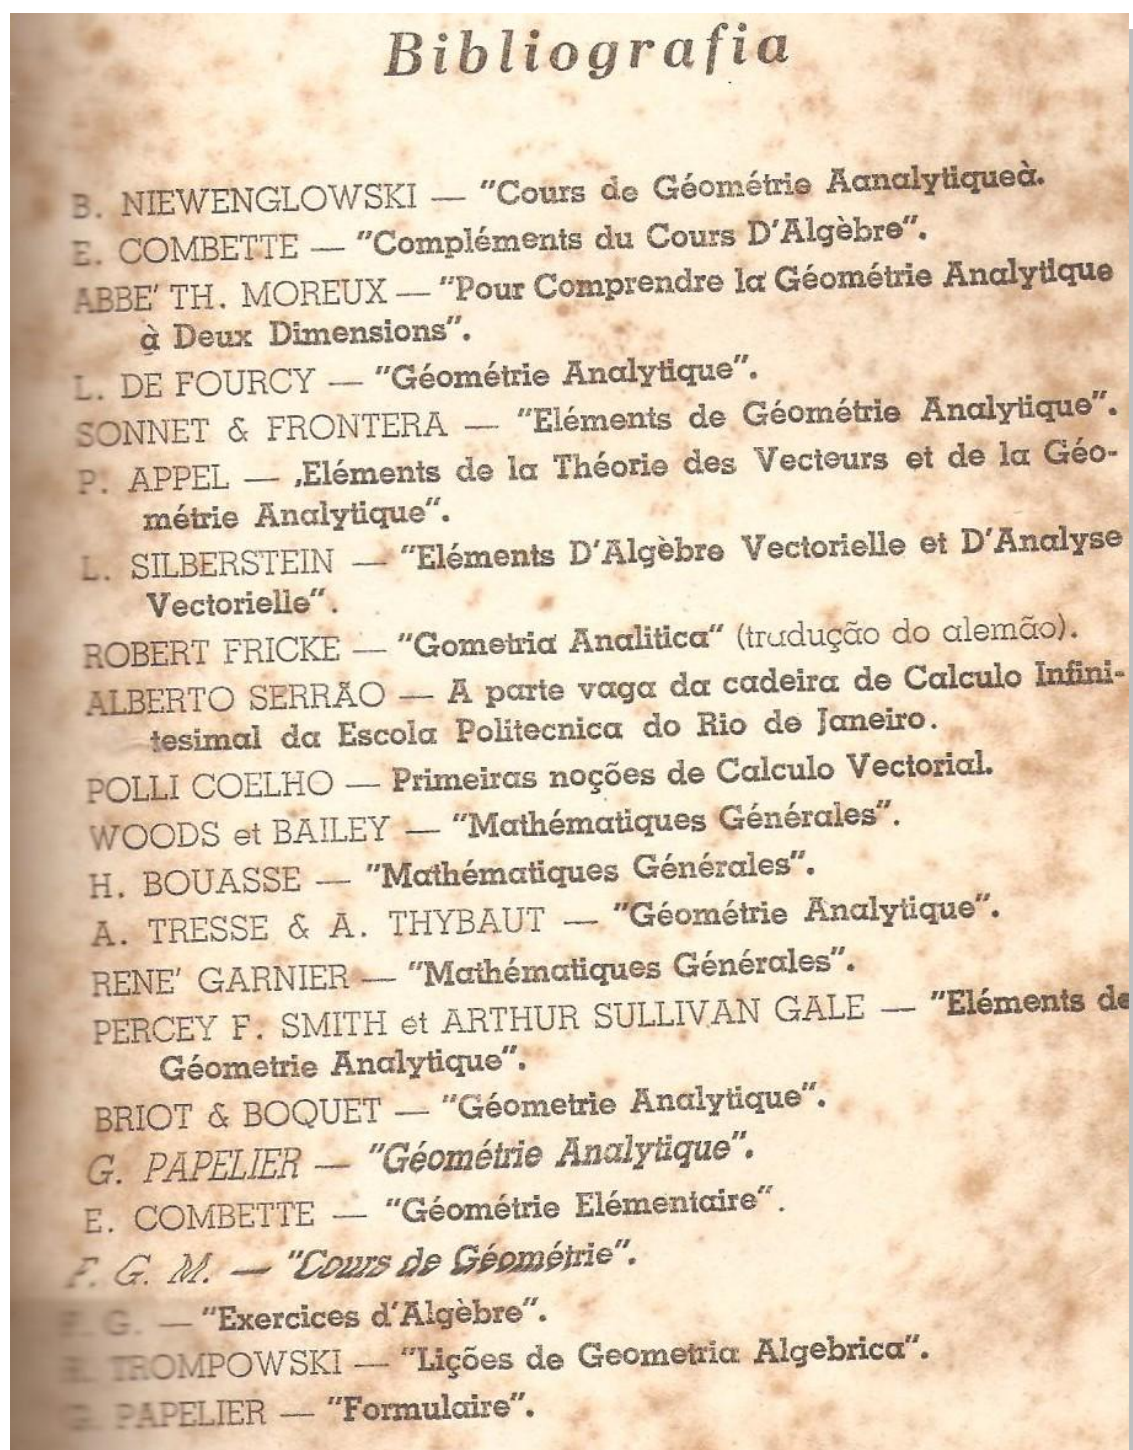 Bibliografia
B. NIEWENGLOWSKI — "Cours de Géométrie Aanalytiqueà.
E. COMBETTE — "Compléments du Cours D'Algèbre".
ABBE' TH. MOREUX — "Pour Comprendre la Géométrie Analytique
à Deux Dimensions".
L. DE FOURCY — "Géométrie Analytique".
SONNET & FRONTERA — "Eléments de Géométrie Analytique".
P. APPEL — ,Eléments de la Théorie des Vecteurs et de la Géo-
métrie Analytique".
L. SILBERSTEIN — "Eléments D'Algèbre Vectorielle et D'Analyse
Vectorielle".
ROBERT FRICKE — "Gometria Analitica" (tradução do alemão).
ALBERTO SERRÃO — A parte vaga da cadeira de Calculo Infini-
tesimal da Escola Politecnica do Rio de Janeiro.
POLLI COELHO — Primeiras noções de Calculo Vectorial.
WOODS et BAILEY — "Mathématiques Générales".
H. BOUASSE — "Mathématiques Générales".
A. TRESSE & A. THYBAUT — "Géométrie Analytique".
RENE' GARNIER — "Mathématiques Générales".
PERCEY F. SMITH et ARTHUR SULLIVAN GALE — "Eléments de
Géometrie Analytique".
BRIOT & BOQUET — "Géometrie Analytique".
G. PAPELIER — "Géométrie Analytique".
E. COMBETTE — "Géométrie Elémentaire".
F. G. M. — "Cours de Géométrie".
G. — "Exercices d'Algèbre".
TROMPOWSKI — "Lições de Geometria Algebrica".
G. PAPELIER — "Formulaire".